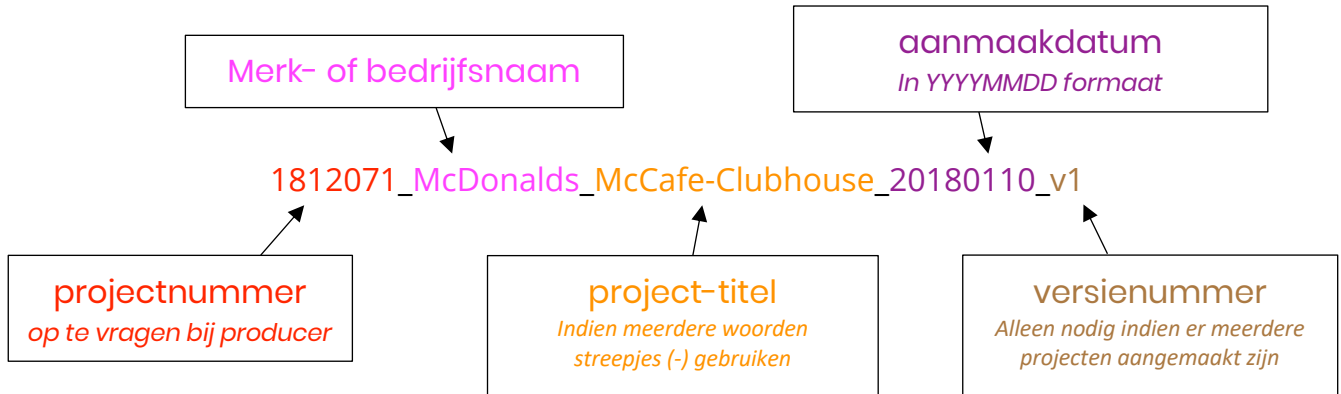 Merk- of bedrijfsnaam
aanmaakdatum
In YYYYMMDD formaat
1812071_McDonalds_McCafe-Clubhouse_20180110_v1
projectnummer
op te vragen bij producer
project-titel
Indien meerdere woorden
streepjes (-) gebruiken
versienummer
Alleen nodig indien er meerdere
projecten aangemaakt zijn